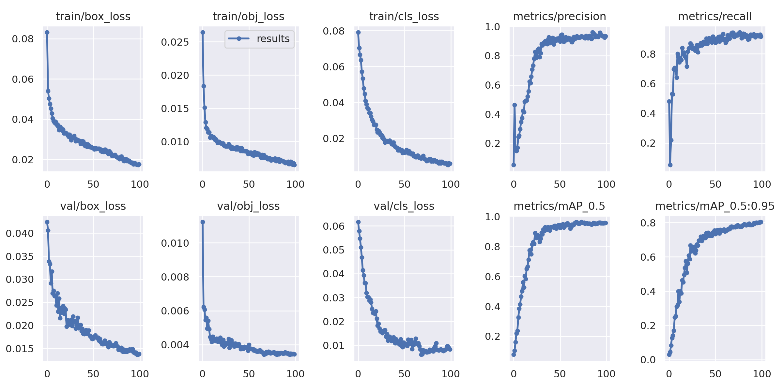 train/box_loss
train/obj_loss
train/cls_loss
metrics/precision
metrics/recall
0.08
0.06
0.04
0.02
0 50 100
0.025
0.020
0.015
0.010
results
0 50 100
0.08
0.06
0.04
0.02
0 50 100
1.0
0.8
0.6
0.4
0.2
0 50 100
0.8
0.6
0.4
0.2
0 50 100
val/box_loss
val/obj_loss
val/cls_loss
metrics/mAP_0.5
metrics/mAP_0.5:0.95
0.040
0.035
0.030
0.025
0.020
0.015
0 50 100
0.010
0.008
0.006
0.004
0 50 100
0.06
0.05
0.04
0.03
0.02
0.01
0 50 100
1.0
0.8
0.6
0.4
0.2
0 50 100
0.8
0.6
0.4
0.2
0.0
0 50 100